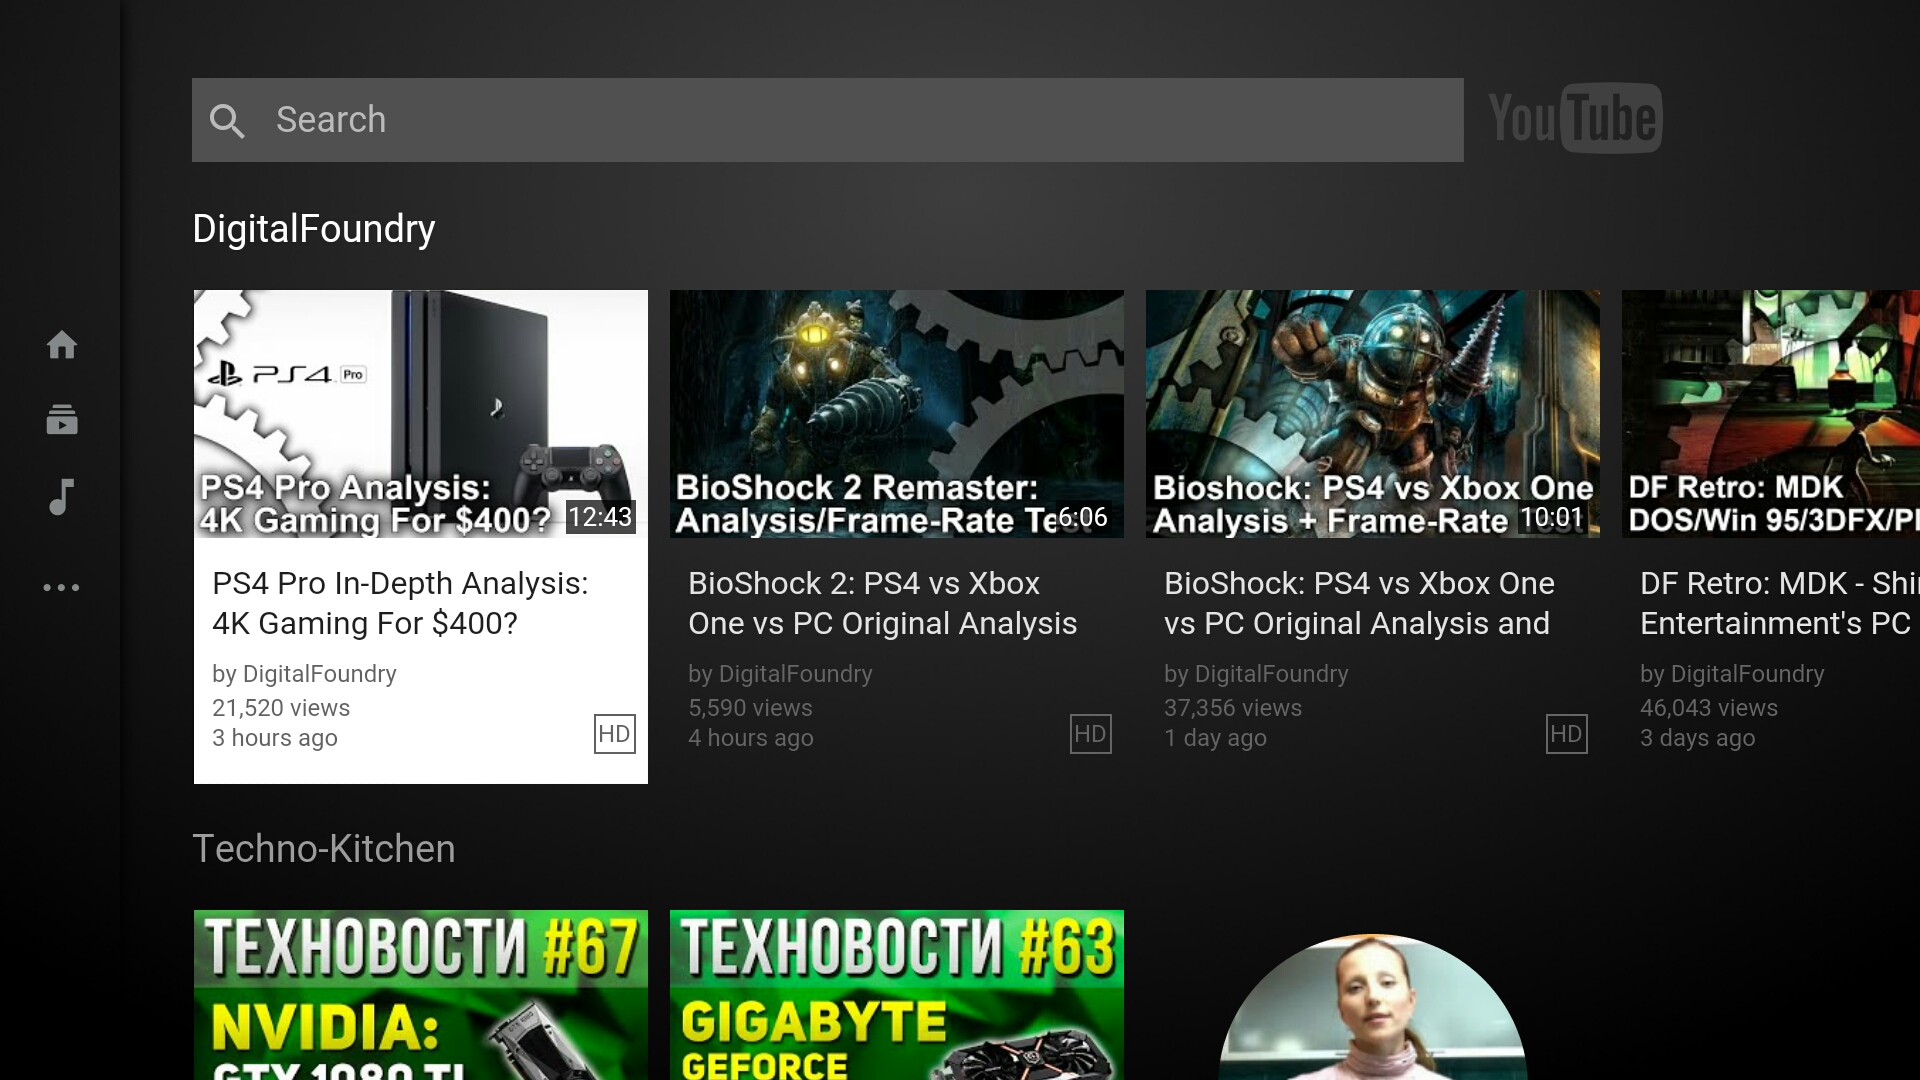 Search
YouTube
DigitalFoundry
PS4 Pro
PS4 Pro Analysis:
4K Gaming For $400?
12:43
PS4 Pro In-Depth Analysis:
4K Gaming For $400?
by DigitalFoundry
21,520 views
3 hours ago
HD
BioShock 2 Remaster:
Analysis/Frame-Rate
6:06
BioShock 2: PS4 vs Xbox
One vs PC Original Analysis
by DigitalFoundry
5,590 views
4 hours ago
HD
Bioshock: PS4 vs Xbox One
Analysis + Frame-Rate
10:01
BioShock: PS4 vs Xbox One
vs PC Original Analysis and
by DigitalFoundry
37,356 views
1 day ago
HD
DF Retro: MDK
DOS/Win 95/3DFX/
DF Retro: MDK -
Entertainment's PC
by DigitalFoundry
46,043 views
3 days ago
Techno-Kitchen
ТЕХНОВОСТИ #67
NVIDIA:
GTX 1080 TI
ТЕХНОВОСТИ #63
GIGABYTE
GEFORCE